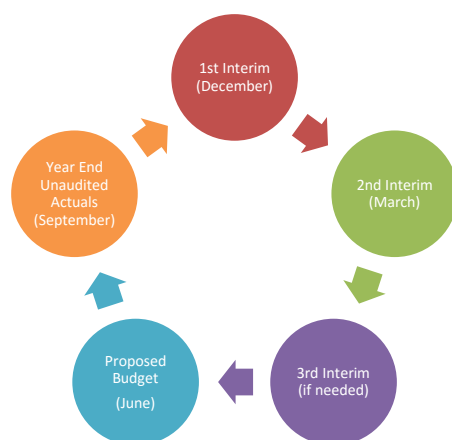 1st Interim
(December)
2nd Interim
(March)
3rd Interim
(if needed)
Proposed
Budget
(June)
Year End
Unaudited
Actuals
(September)